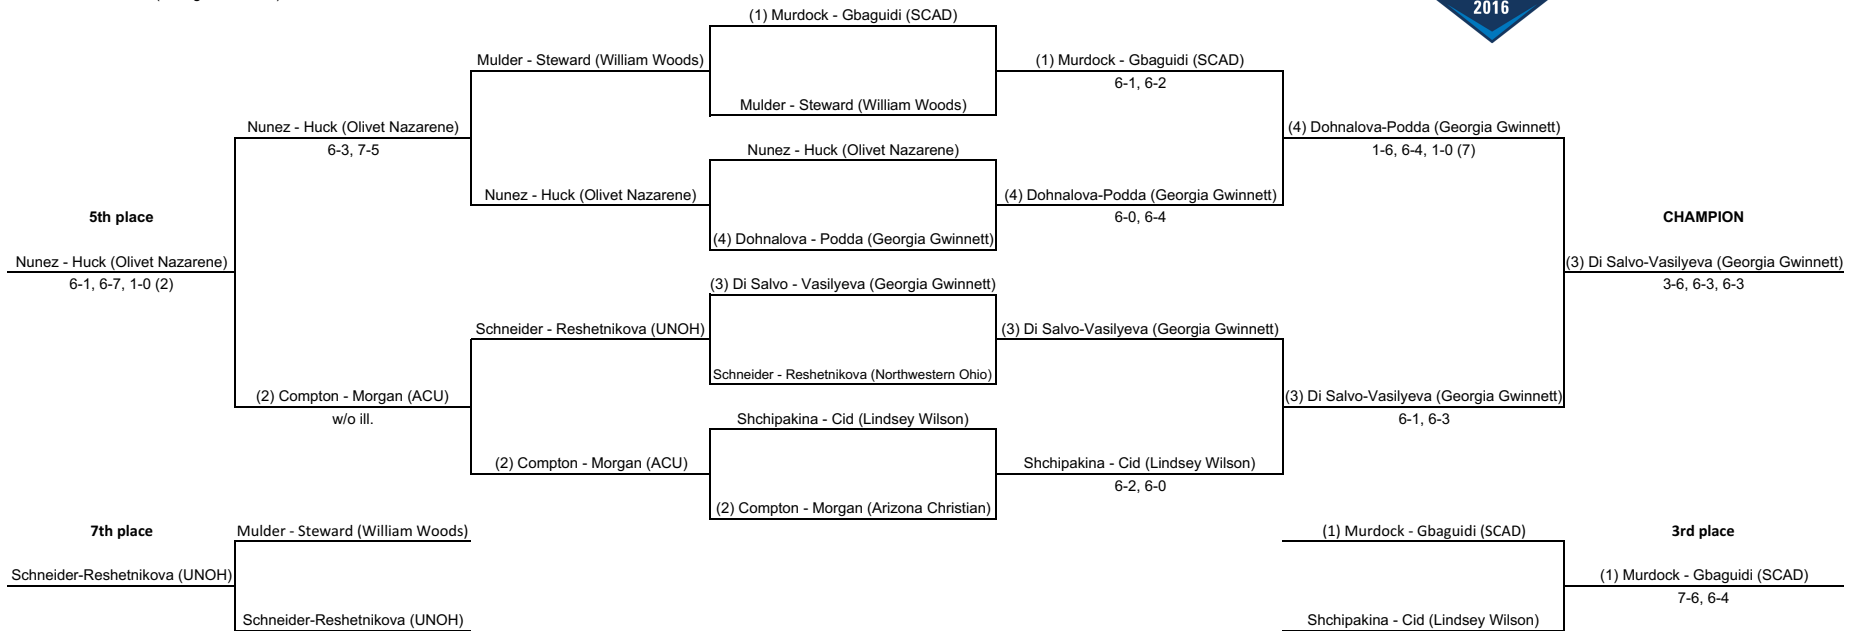 2016
(1) Murdock - Gbaguidi (SCAD)
Mulder - Steward (William Woods)
(1) Murdock - Gbaguidi (SCAD)
6-1, 6-2
Mulder - Steward (William Woods)
Nunez - Huck (Olivet Nazarene)
6-3, 7-5
(4) Dohnalova-Podda (Georgia Gwinnett)
1-6, 6-4, 1-0 (7)
Nunez - Huck (Olivet Nazarene)
Nunez - Huck (Olivet Nazarene)
(4) Dohnalova-Podda (Georgia Gwinnett)
6-0, 6-4
5th place
CHAMPION
(4) Dohnalova - Podda (Georgia Gwinnett)
Nunez - Huck (Olivet Nazarene)
6-1, 6-7, 1-0 (2)
(3) Di Salvo-Vasilyeva (Georgia Gwinnett)
3-6, 6-3, 6-3
(3) Di Salvo - Vasilyeva (Georgia Gwinnett)
Schneider - Reshetnikova (UNOH)
(3) Di Salvo-Vasilyeva (Georgia Gwinnett)
Schneider - Reshetnikova (Northwestern Ohio)
(2) Compton - Morgan (ACU)
w/o ill.
(3) Di Salvo-Vasilyeva (Georgia Gwinnett)
6-1, 6-3
Shchipakina - Cid (Lindsey Wilson)
(2) Compton - Morgan (ACU)
Shchipakina - Cid (Lindsey Wilson)
6-2, 6-0
(2) Compton - Morgan (Arizona Christian)
7th place
Mulder - Steward (William Woods)
(1) Murdock - Gbaguidi (SCAD)
3rd place
Schneider-Reshetnikova (UNOH)
(1) Murdock - Gbaguidi (SCAD)
7-6, 6-4
Schneider-Reshetnikova (UNOH)
Shchipakina - Cid (Lindsey Wilson)